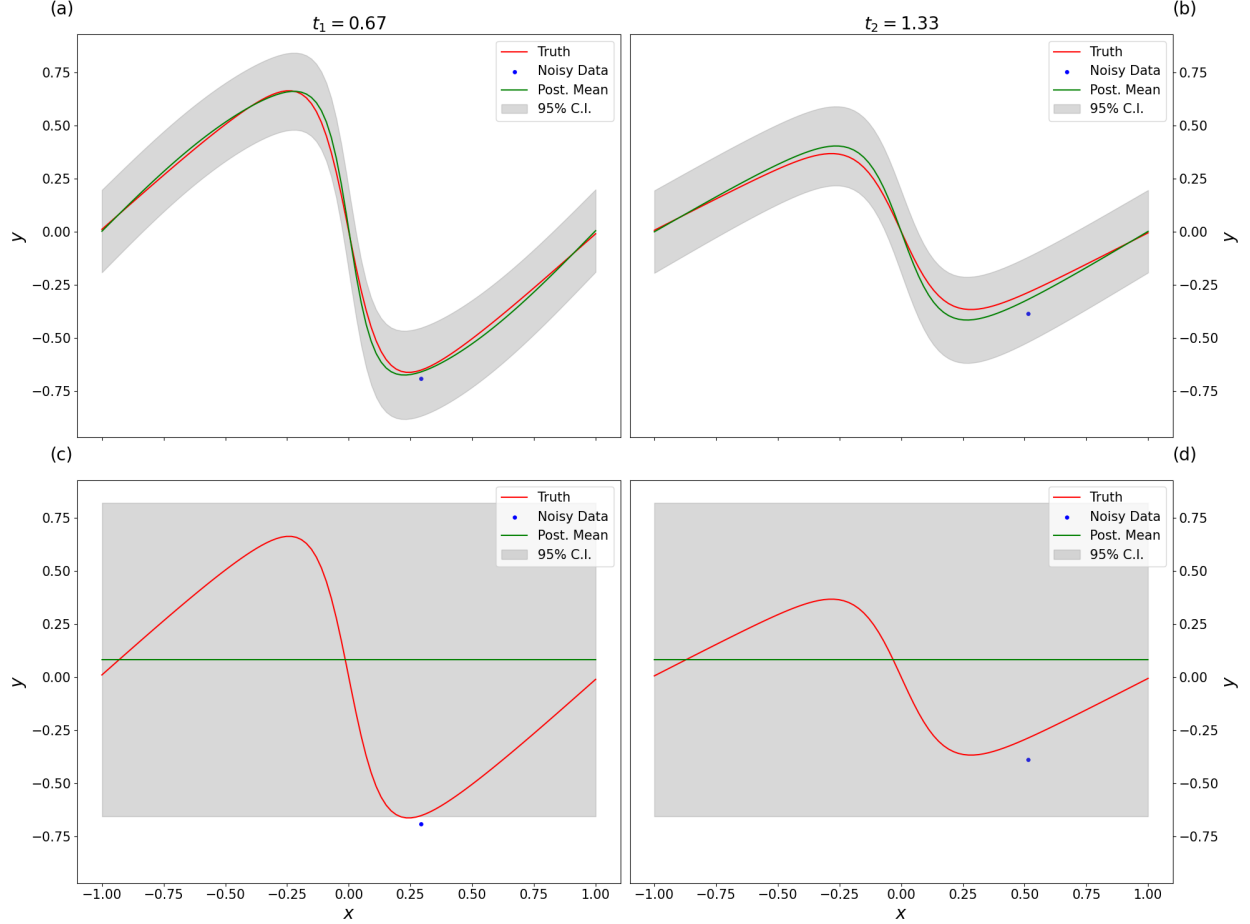 (a)
t₁ = 0.67
t₂ = 1.33
(b)
Truth
Noisy Data
Post. Mean
95% C.I.
0.75
0.50
0.25
0.00
−0.25
−0.50
−0.75
y
Truth
Noisy Data
Post. Mean
95% C.I.
0.75
0.50
0.25
0.00
−0.25
−0.50
−0.75
y
(c)
(d)
Truth
Noisy Data
Post. Mean
95% C.I.
0.75
0.50
0.25
0.00
−0.25
−0.50
−0.75
y
−1.00 −0.75 −0.50 −0.25 0.00 0.25 0.50 0.75 1.00
x
Truth
Noisy Data
Post. Mean
95% C.I.
0.75
0.50
0.25
0.00
−0.25
−0.50
−0.75
y
−1.00 −0.75 −0.50 −0.25 0.00 0.25 0.50 0.75 1.00
x